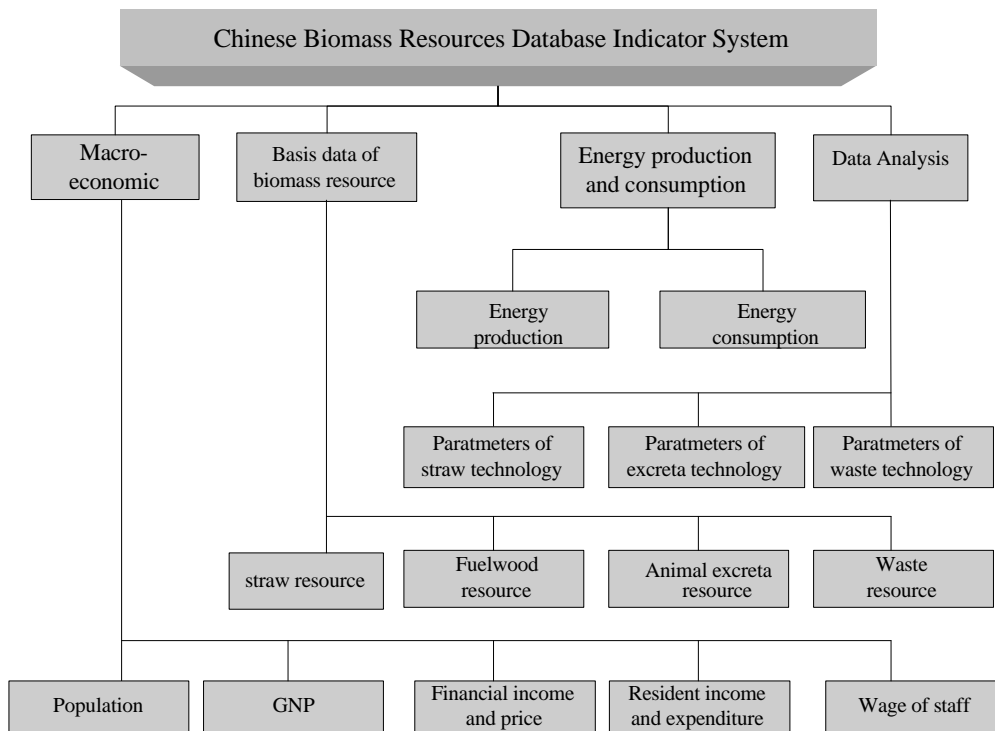 Chinese Biomass Resources Database Indicator System
Macro-
economic
Basis data of
biomass resource
Energy production
and consumption
Data Analysis
Energy
production
Energy
consumption
Paratmeters of
straw technology
Paratmeters of
excreta technology
Paratmeters of
waste technology
straw resource
Fuelwood
resource
Animal excreta
resource
Waste
resource
Population
GNP
Financial income
and price
Resident income
and expenditure
Wage of staff